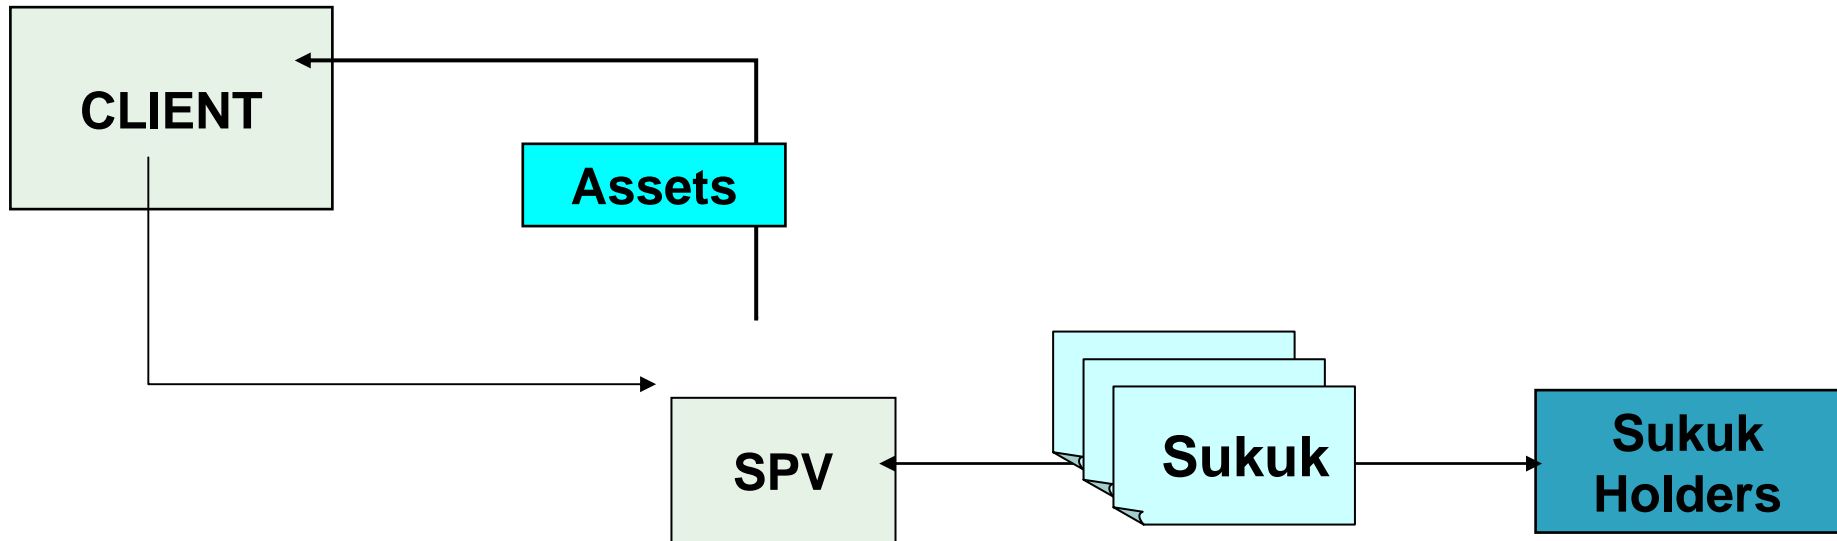 CLIENT
Assets
SPV
Sukuk
Sukuk
Holders